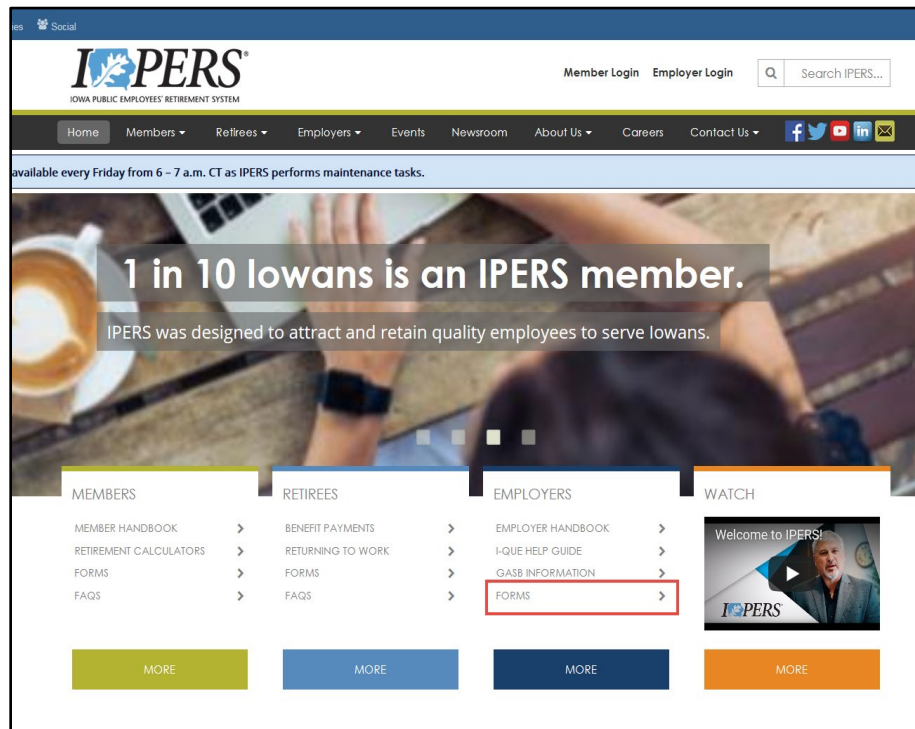 ies Social
IPERS®
IOWA PUBLIC EMPLOYEES' RETIREMENT SYSTEM
Member Login Employer Login Search IPERS...
Home Members Retirees Employers Events Newsroom About Us Careers Contact Us
available every Friday from 6 – 7 a.m. CT as IPERS performs maintenance tasks.
1 in 10 Iowans is an IPERS member.
IPERS was designed to attract and retain quality employees to serve Iowans.
MEMBERS
MEMBER HANDBOOK
RETIREMENT CALCULATORS
FORMS
FAQS
MORE
RETIREES
BENEFIT PAYMENTS
RETURNING TO WORK
FORMS
FAQS
MORE
EMPLOYERS
EMPLOYER HANDBOOK
I-QUE HELP GUIDE
GASB INFORMATION
FORMS
MORE
WATCH
Welcome to IPERS!
IPERS
MORE